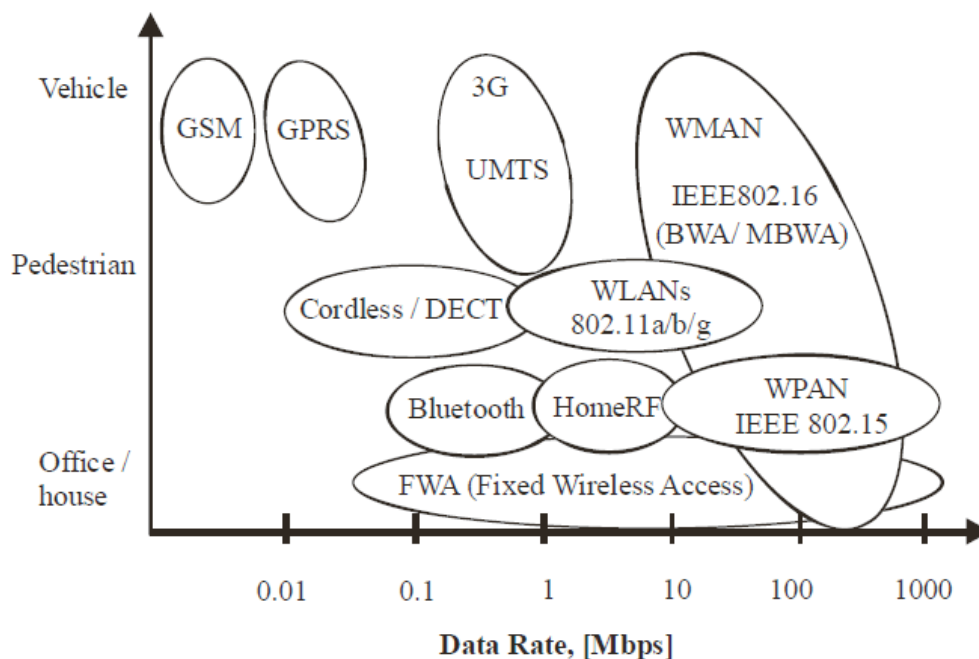 Vehicle
GSM
GPRS
3G
UMTS
WMAN
IEEE802.16
(BWA/ MBWA)
Pedestrian
Cordless / DECT
WLANs
802.11a/b/g
Bluetooth
HomeRF
WPAN
IEEE 802.15
Office /
house
FWA (Fixed Wireless Access)
0.01 0.1 1 10 100 1000
Data Rate, [Mbps]